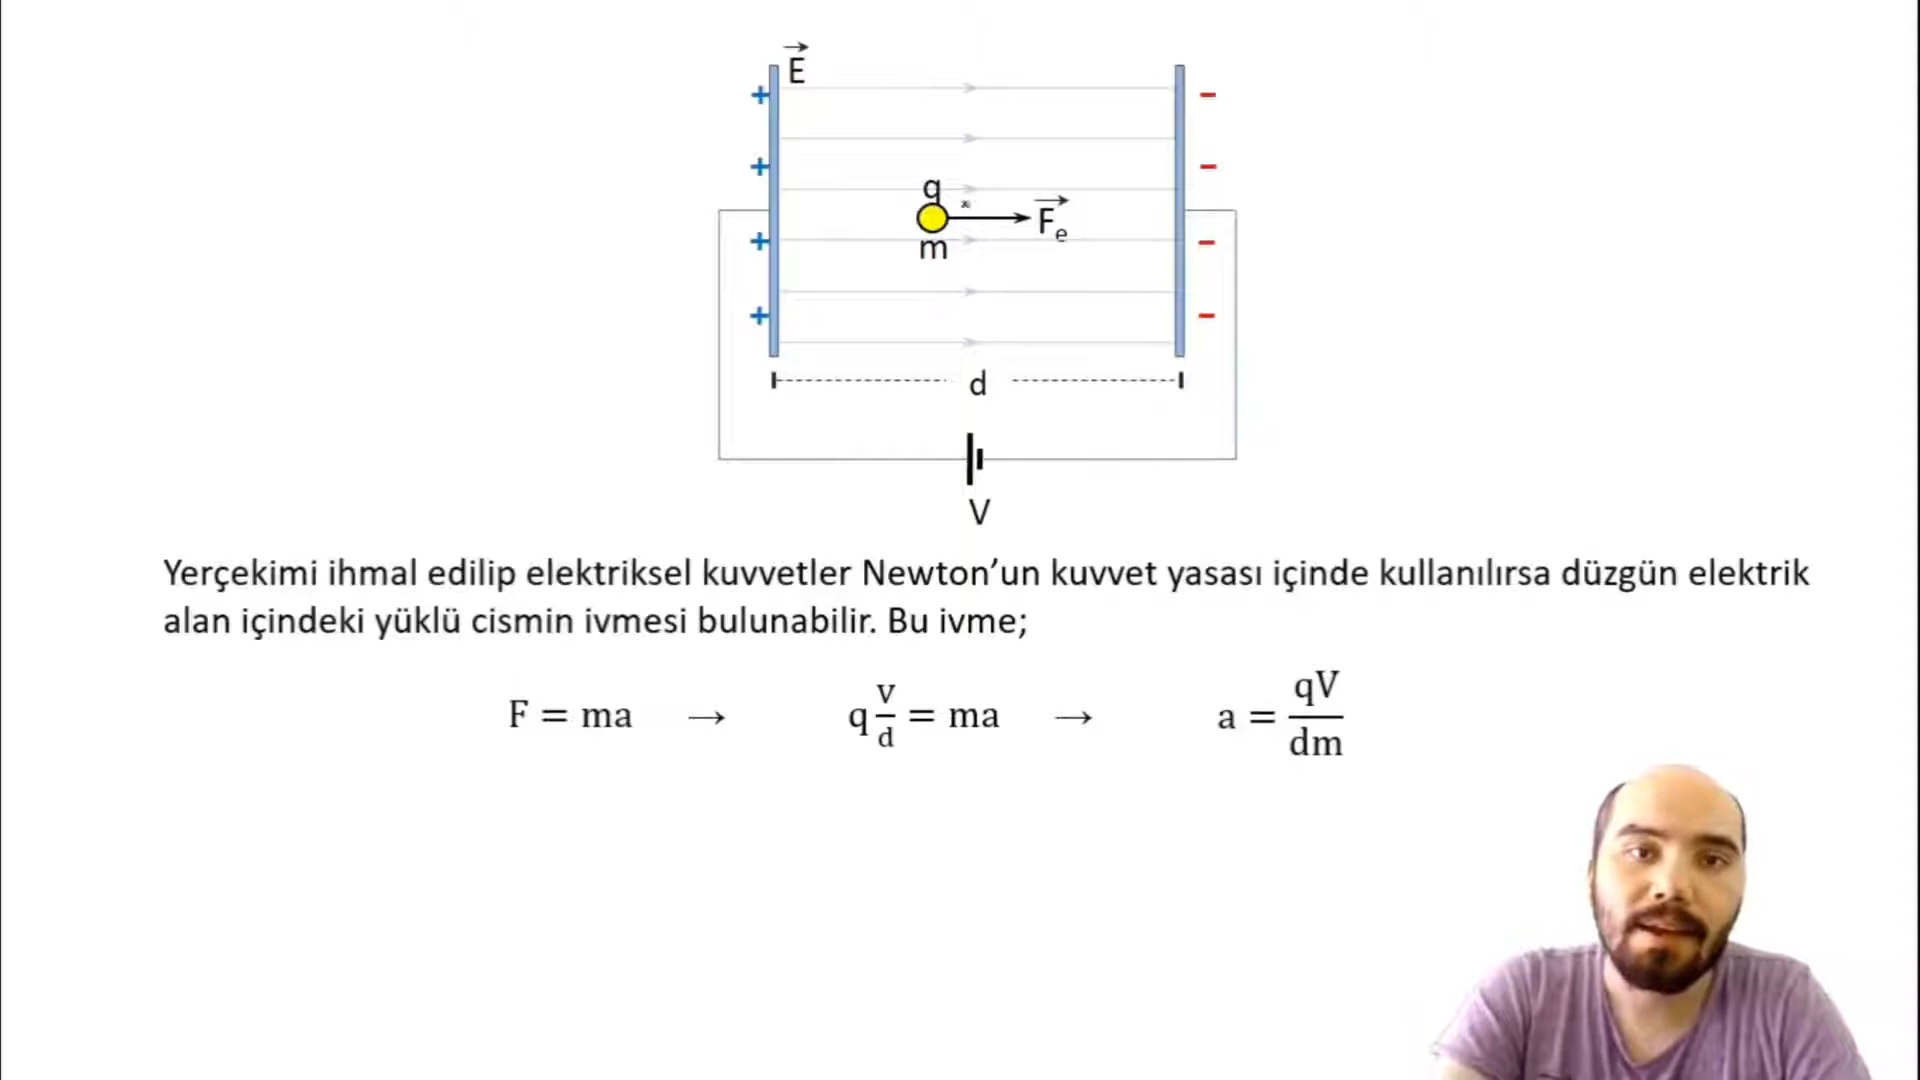 E
+ −
+ −
q
Fe
m
+ −
+ −
d
V
Yerçekimi ihmal edilip elektriksel kuvvetler Newton’un kuvvet yasası içinde kullanılırsa düzgün elektrik
alan içindeki yüklü cismin ivmesi bulunabilir. Bu ivme;
F = ma → q V/d = ma → a = qV/dm